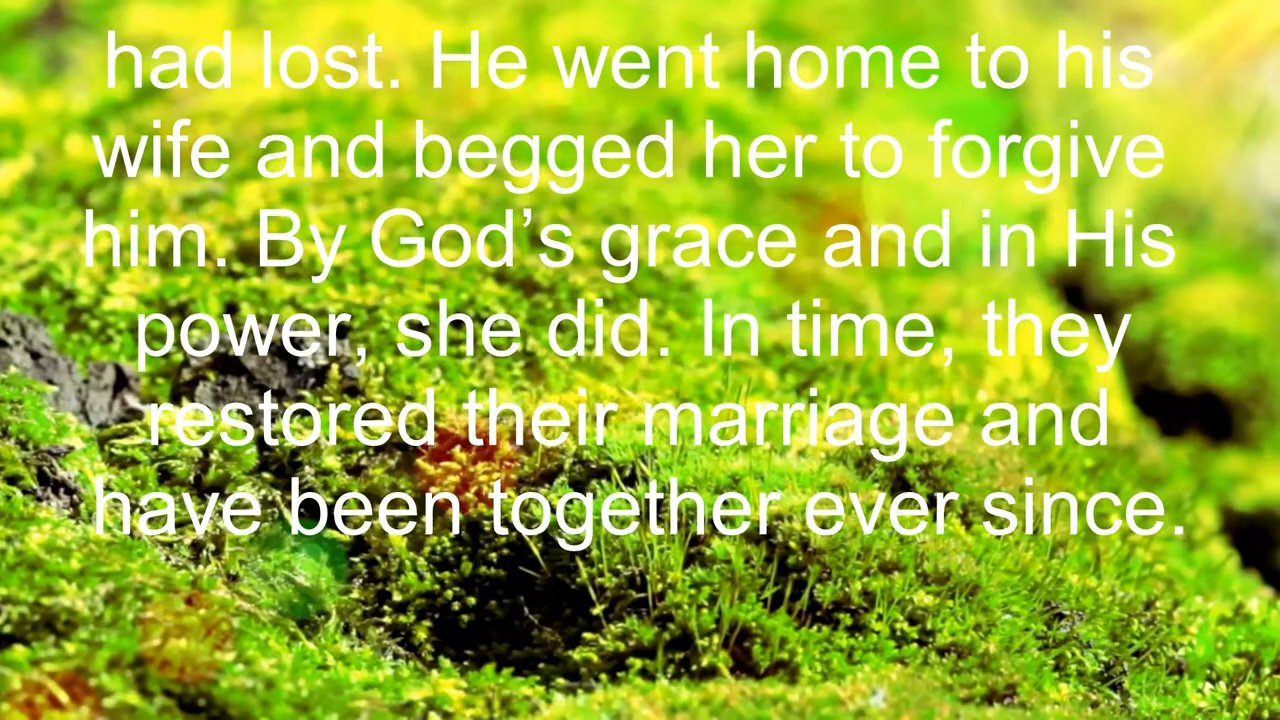 had lost. He went home to his
wife and begged her to forgive
him. By God’s grace and in His
power, she did. In time, they
restored their marriage and
have been together ever since.